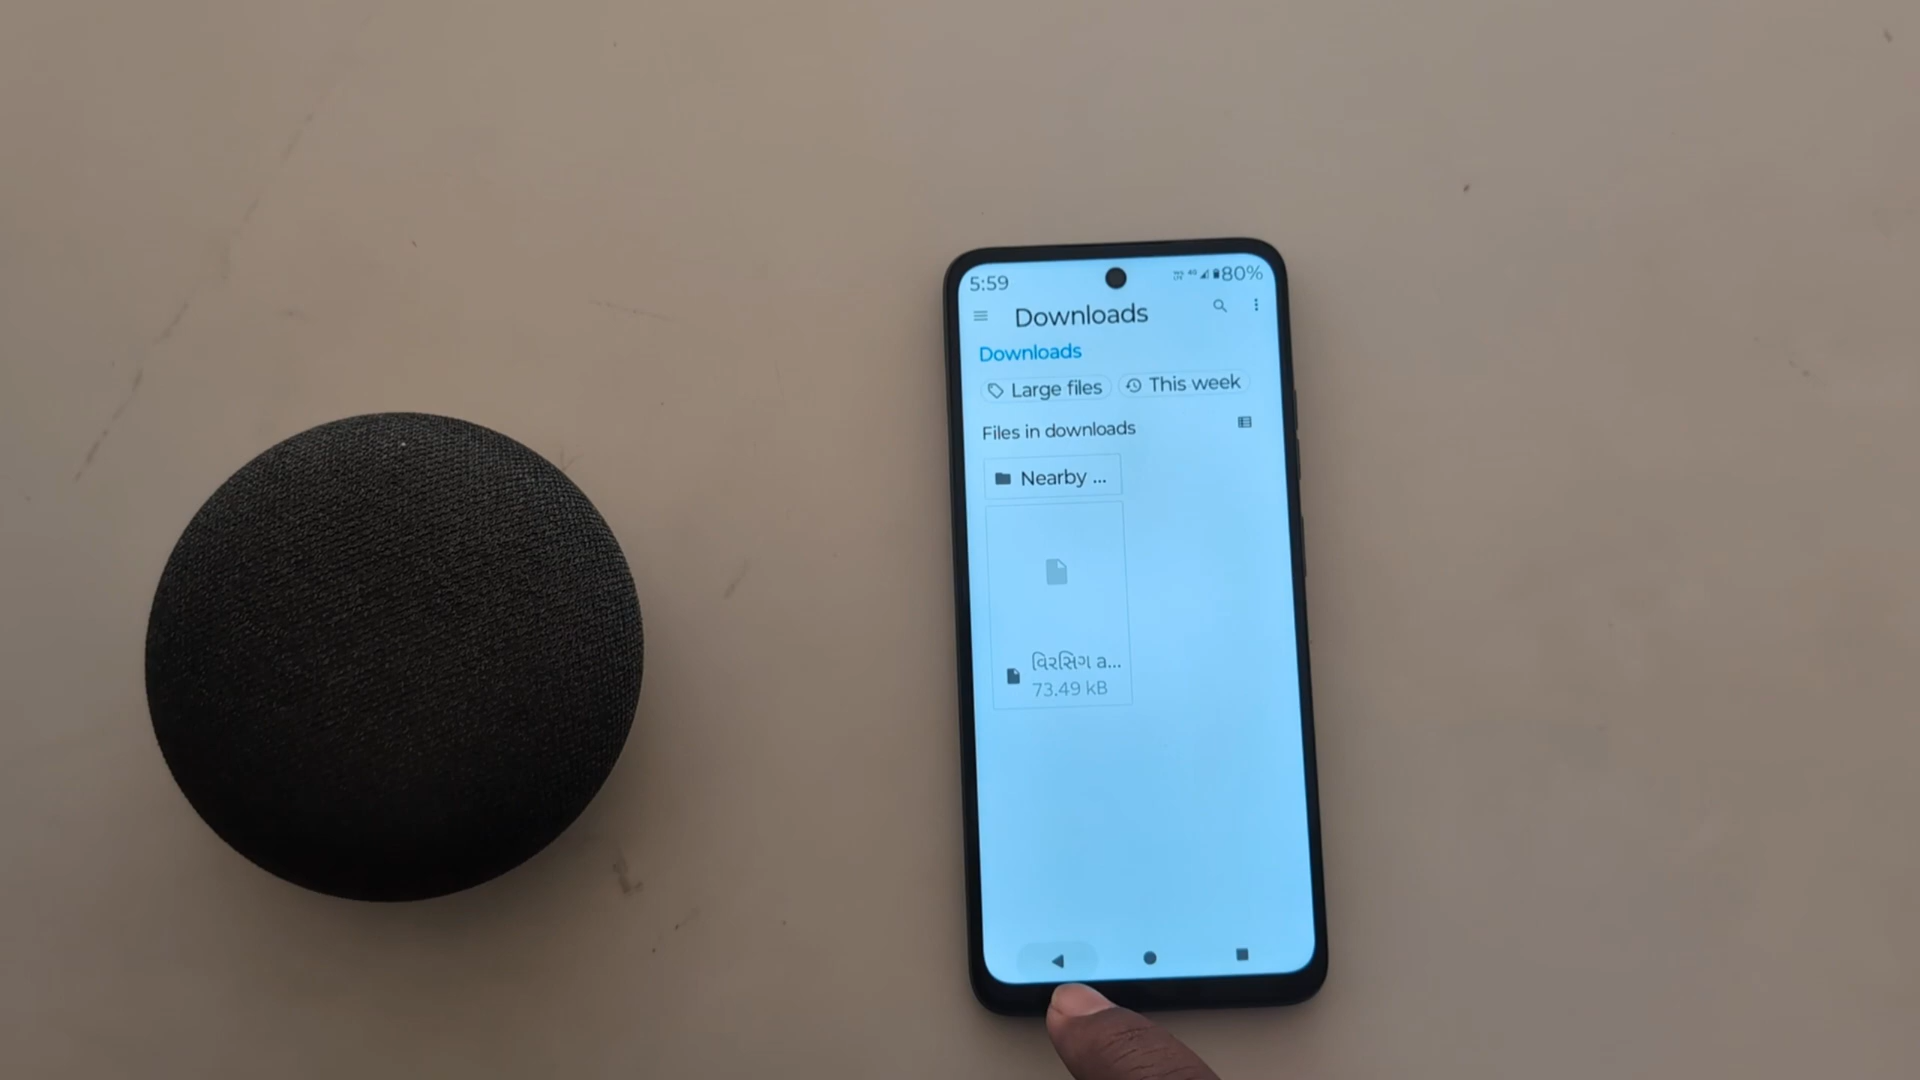 5:59 80%
Downloads
Downloads
Large files This week
Files in downloads
Nearby ...
વિરસિગ a...
73.49 kB